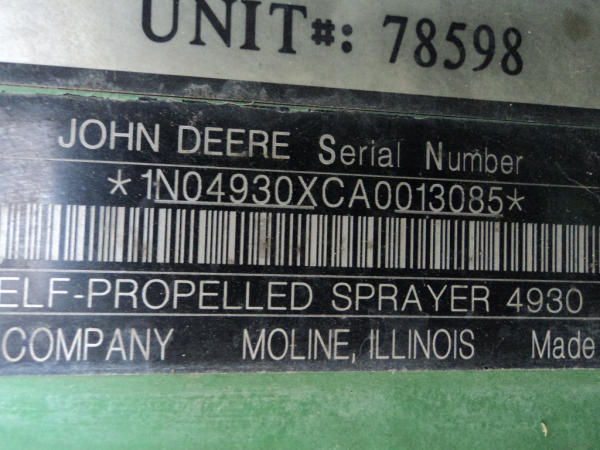 UNIT#: 78598
JOHN DEERE Serial Number
*1N04930XCA0013085*
ELF-PROPELLED SPRAYER 4930
COMPANY MOLINE, ILLINOIS Made